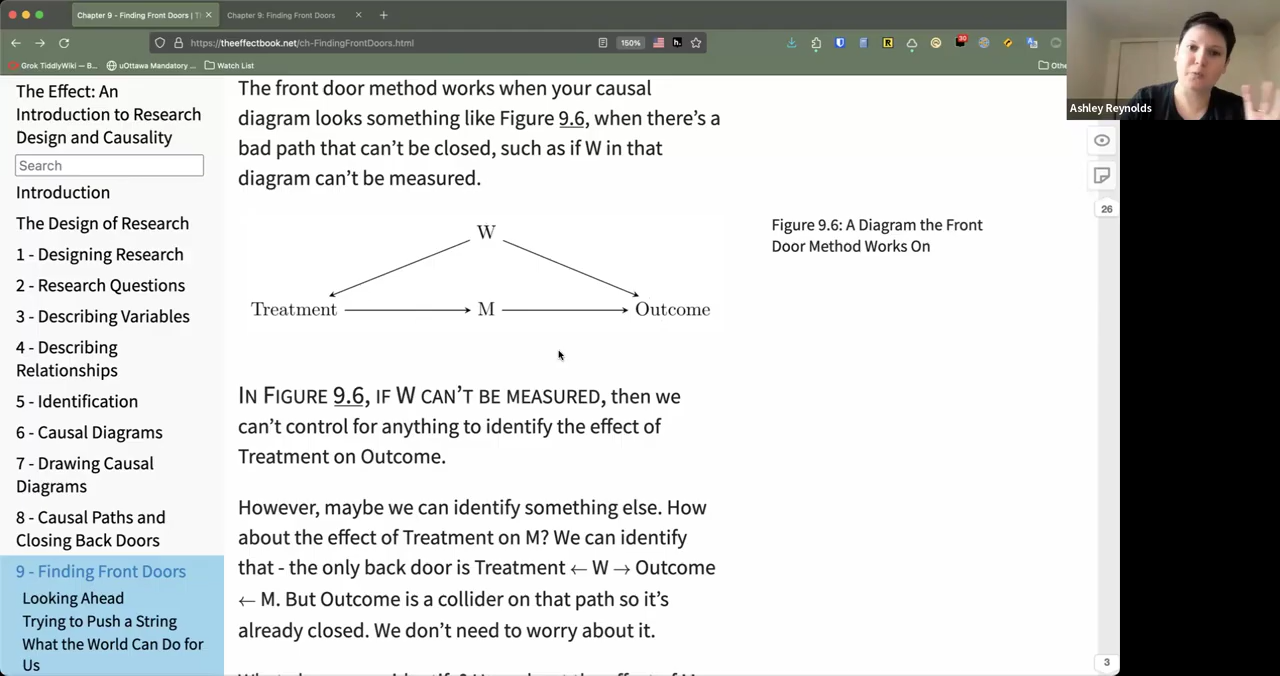 Chapter 9 - Finding Front Doors | T
Chapter 9: Finding Front Doors
https://theeffectbook.net/ch-FindingFrontDoors.html
150%
30
Grok TiddlyWiki — B...
uOttawa Mandatory ...
Watch List
Othe
Ashley Reynolds
The Effect: An
Introduction to Research
Design and Causality
Search
Introduction
The Design of Research
1 - Designing Research
2 - Research Questions
3 - Describing Variables
4 - Describing
Relationships
5 - Identification
6 - Causal Diagrams
7 - Drawing Causal
Diagrams
8 - Causal Paths and
Closing Back Doors
9 - Finding Front Doors
Looking Ahead
Trying to Push a String
What the World Can Do for
Us
The front door method works when your causal
diagram looks something like Figure 9.6, when there's a
bad path that can't be closed, such as if W in that
diagram can't be measured.
W
Treatment M Outcome
Figure 9.6: A Diagram the Front
Door Method Works On
IN FIGURE 9.6, IF W CAN'T BE MEASURED, then we
can't control for anything to identify the effect of
Treatment on Outcome.
However, maybe we can identify something else. How
about the effect of Treatment on M? We can identify
that - the only back door is Treatment ← W → Outcome
← M. But Outcome is a collider on that path so it's
already closed. We don't need to worry about it.
26
3